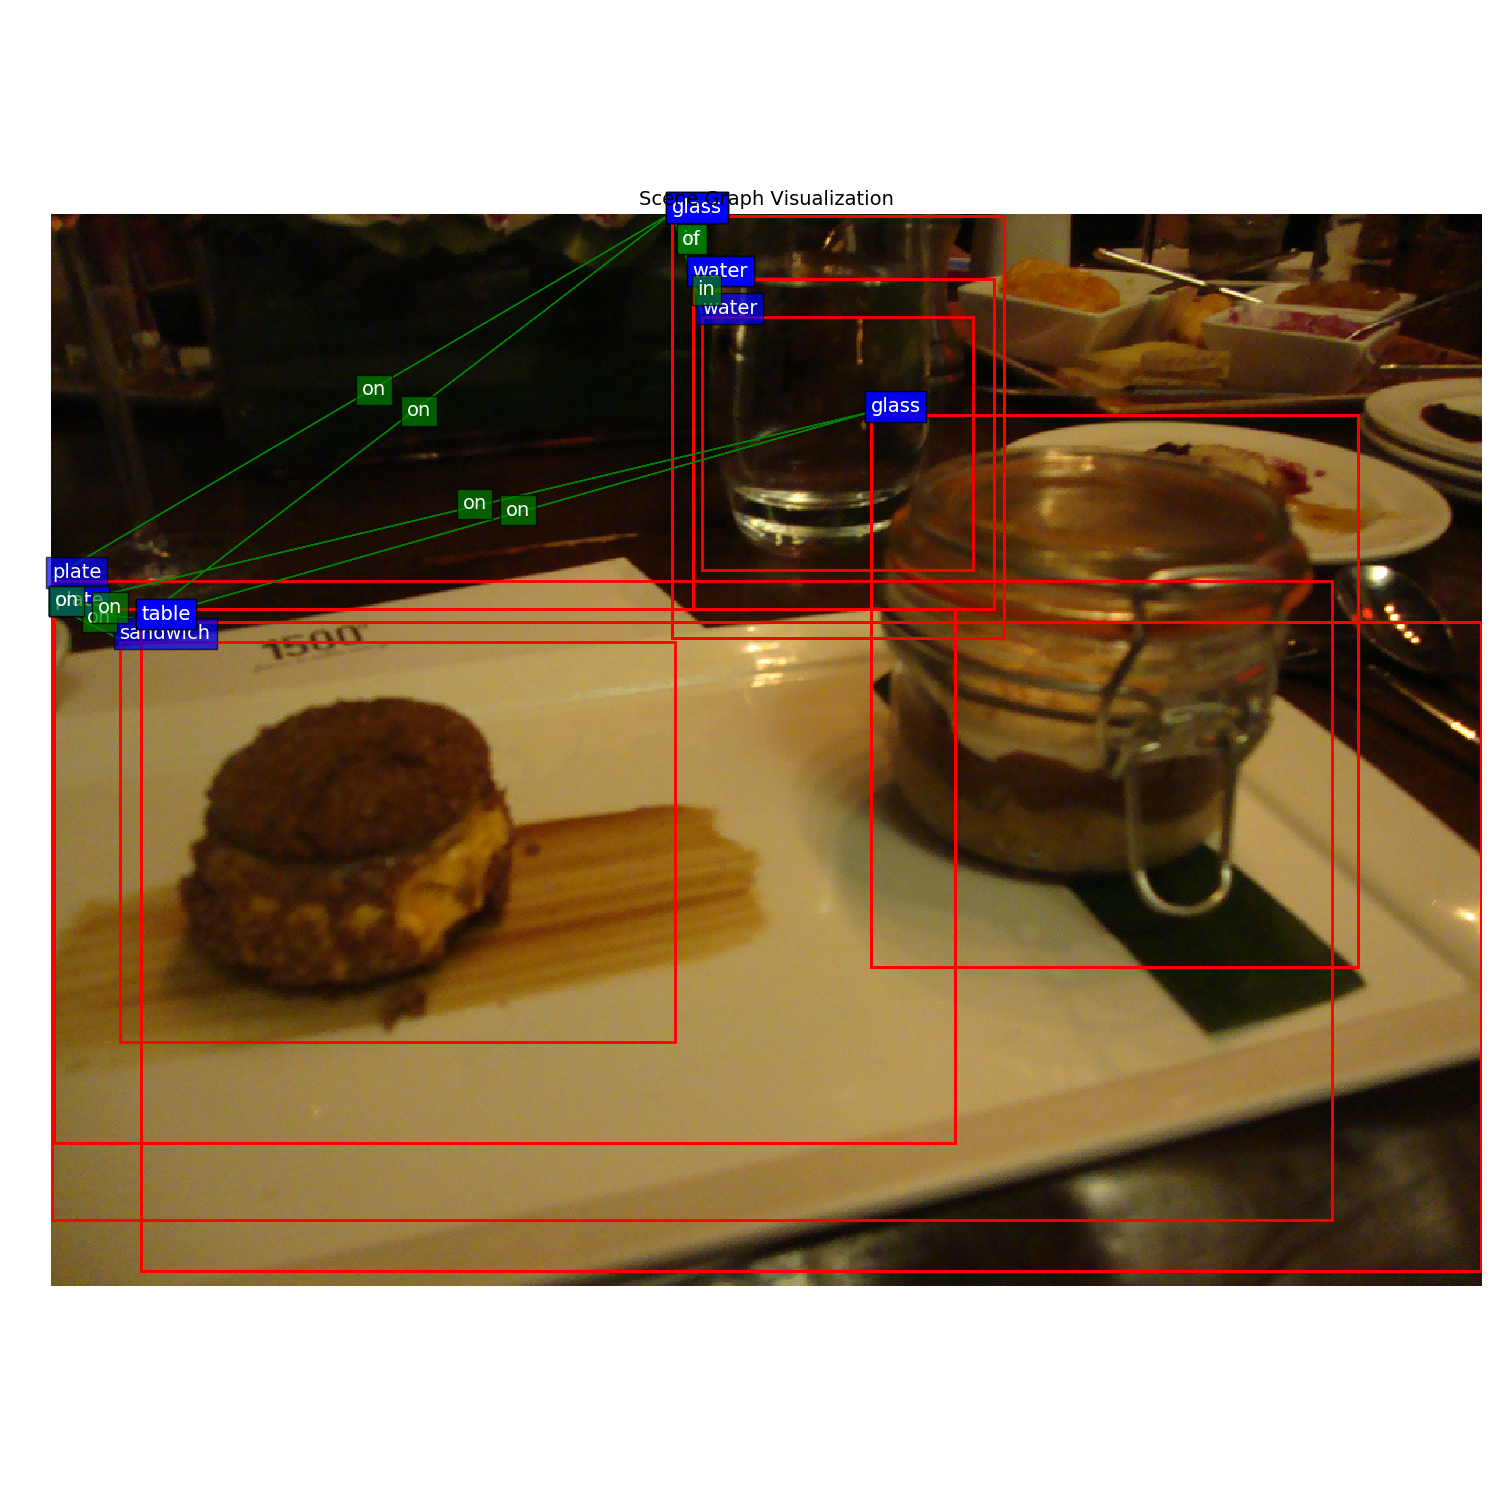 Scene Graph Visualization
glass
of
water
in
water
on
glass
on
on
on
plate
plate
on
on
on
table
sandwich
1500